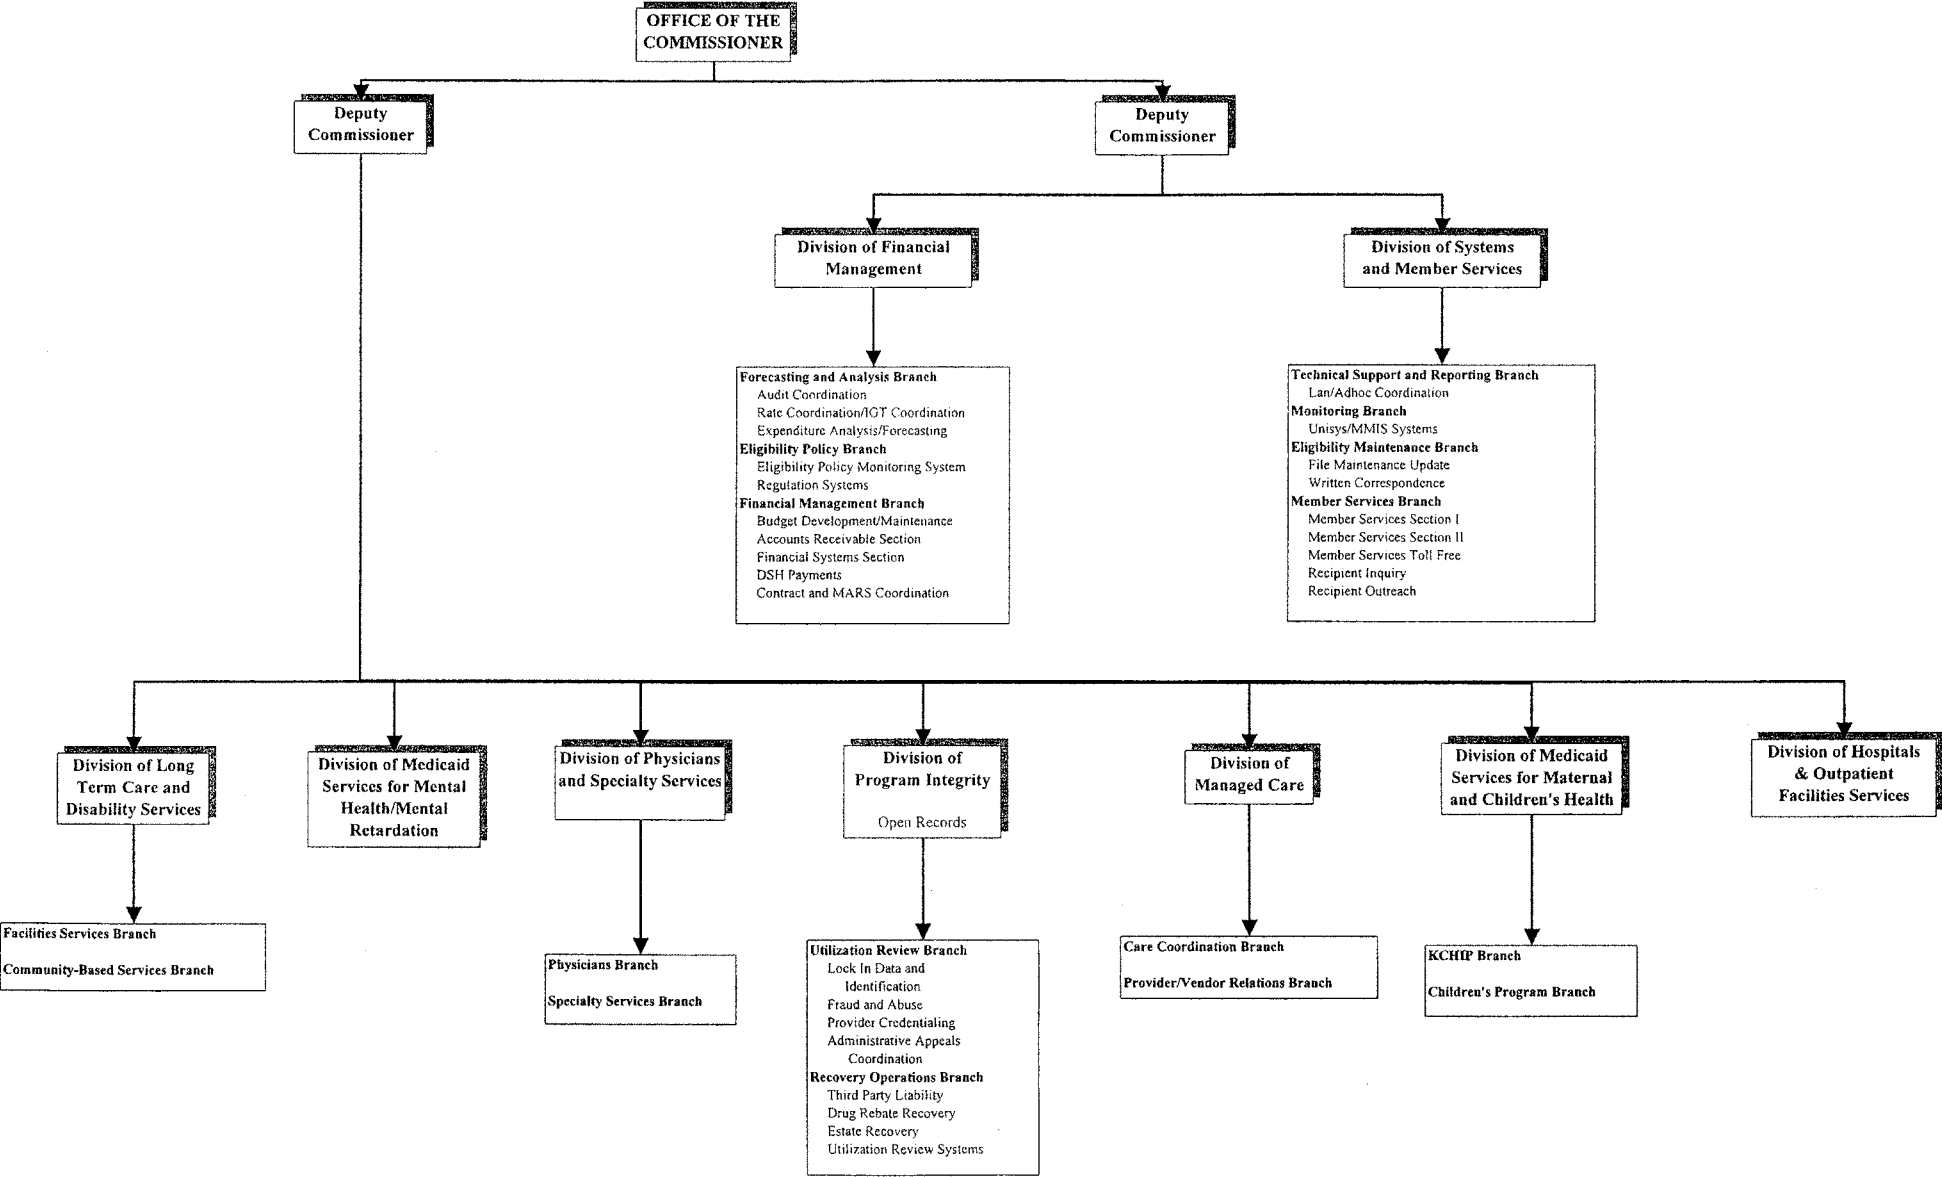 OFFICE OF THE
COMMISSIONER
Deputy
Commissioner
Deputy
Commissioner
Division of Financial
Management
Division of Systems
and Member Services
Forecasting and Analysis Branch
Audit Coordination
Rate Coordination/IGT Coordination
Expenditure Analysis/Forecasting
Eligibility Policy Branch
Eligibility Policy Monitoring System
Regulation Systems
Financial Management Branch
Budget Development/Maintenance
Accounts Receivable Section
Financial Systems Section
DSH Payments
Contract and MARS Coordination
Technical Support and Reporting Branch
Lan/Adhoc Coordination
Monitoring Branch
Unisys/MMIS Systems
Eligibility Maintenance Branch
File Maintenance Update
Written Correspondence
Member Services Branch
Member Services Section I
Member Services Section II
Member Services Toll Free
Recipient Inquiry
Recipient Outreach
Division of Long
Term Care and
Disability Services
Division of Medicaid
Services for Mental
Health/Mental
Retardation
Division of Physicians
and Specialty Services
Division of
Program Integrity
Open Records
Division of
Managed Care
Division of Medicaid
Services for Maternal
and Children's Health
Division of Hospitals
& Outpatient
Facilities Services
Facilities Services Branch
Community-Based Services Branch
Physicians Branch
Specialty Services Branch
Utilization Review Branch
Lock In Data and
Identification
Fraud and Abuse
Provider Credentialing
Administrative Appeals
Coordination
Recovery Operations Branch
Third Party Liability
Drug Rebate Recovery
Estate Recovery
Utilization Review Systems
Care Coordination Branch
Provider/Vendor Relations Branch
KCHIP Branch
Children's Program Branch